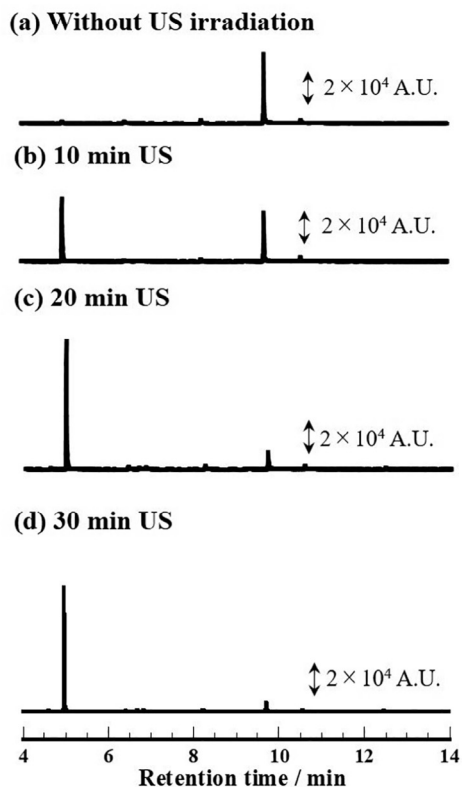 (a) Without US irradiation
2 × 10⁴ A.U.
(b) 10 min US
2 × 10⁴ A.U.
(c) 20 min US
2 × 10⁴ A.U.
(d) 30 min US
2 × 10⁴ A.U.
4 6 8 10 12 14
Retention time / min